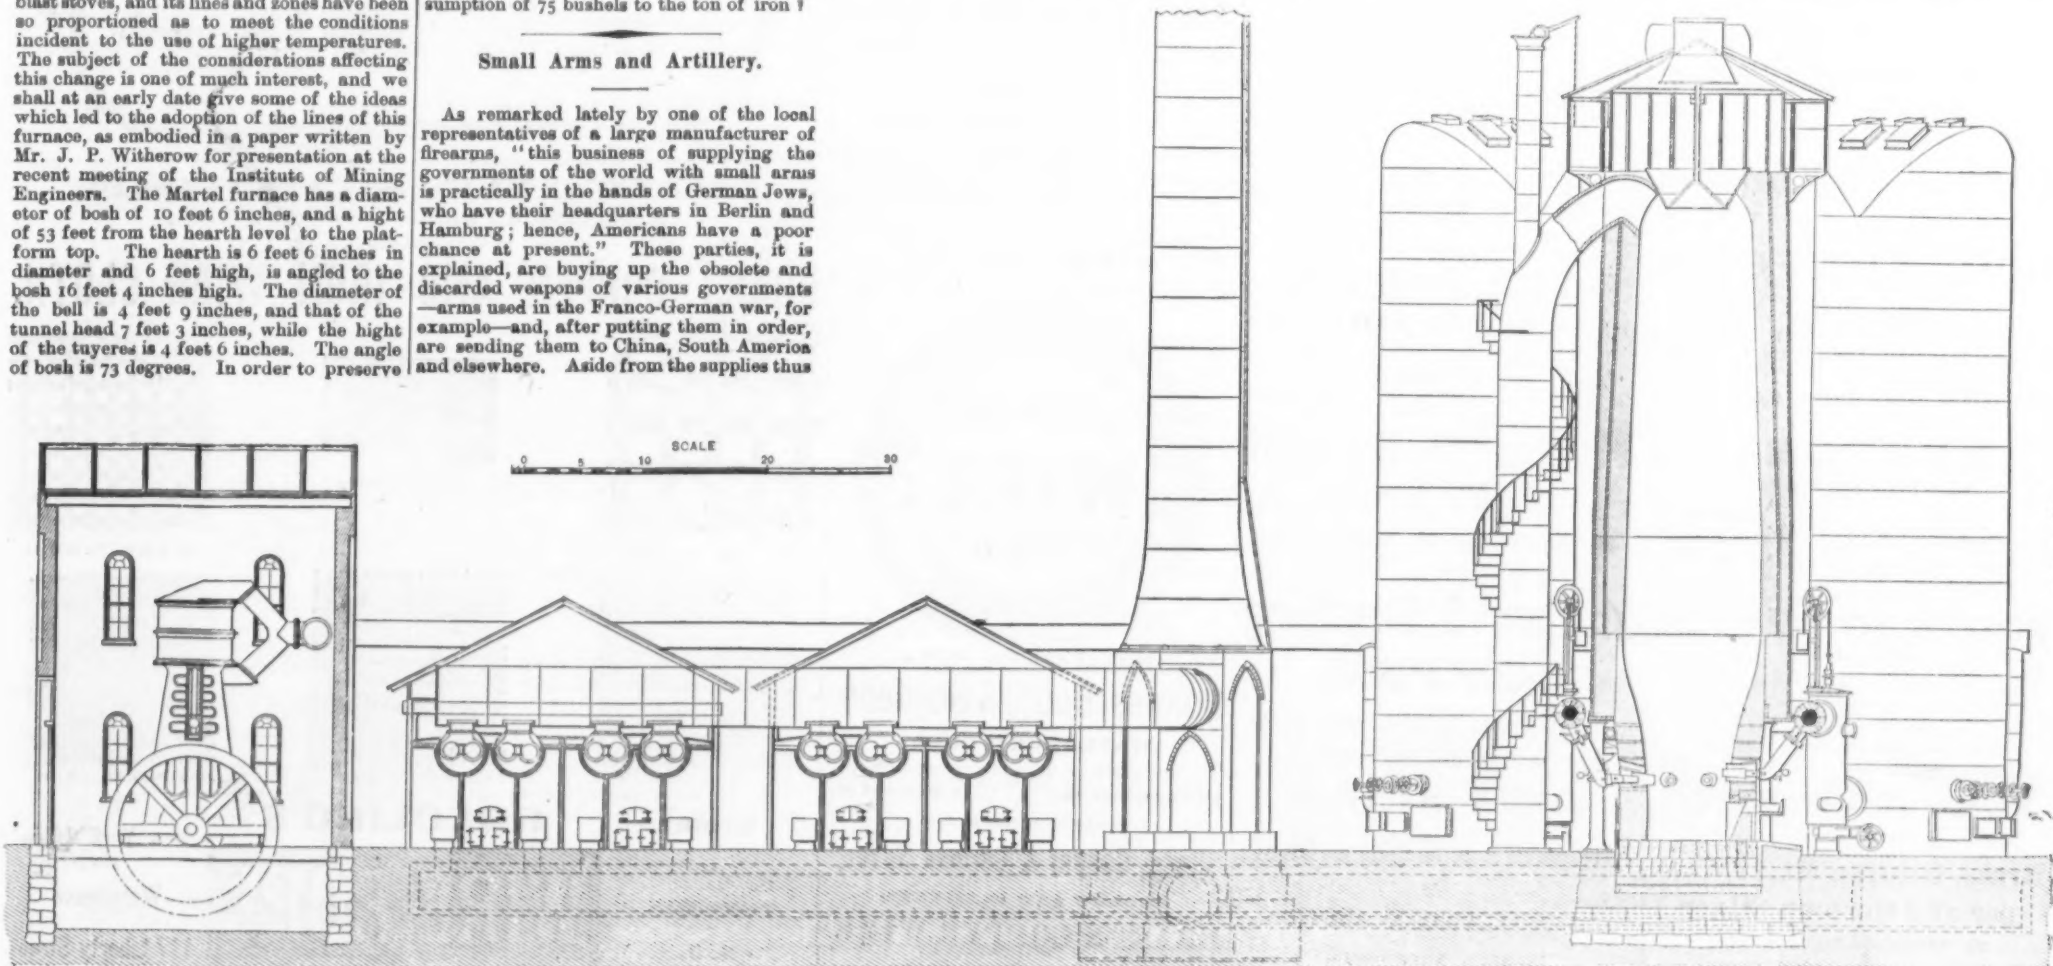 blast stoves, and its lines and zones have been
so proportioned as to meet the conditions
incident to the use of higher temperatures.
The subject of the considerations affecting
this change is one of much interest, and we
shall at an early date give some of the ideas
which led to the adoption of the lines of this
furnace, as embodied in a paper written by
Mr. J. P. Witherow for presentation at the
recent meeting of the Institute of Mining
Engineers. The Martel furnace has a diam-
eter of bosh of 10 feet 6 inches, and a hight
of 53 feet from the hearth level to the plat-
form top. The hearth is 6 feet 6 inches in
diameter and 6 feet high, is angled to the
bosh 16 feet 4 inches high. The diameter of
the bell is 4 feet 9 inches, and that of the
tunnel head 7 feet 3 inches, while the hight
of the tuyeres is 4 feet 6 inches. The angle
of bosh is 73 degrees. In order to preserve
sumption of 75 bushels to the ton of iron ?
Small Arms and Artillery.
As remarked lately by one of the local
representatives of a large manufacturer of
firearms, "this business of supplying the
governments of the world with small arms
is practically in the hands of German Jews,
who have their headquarters in Berlin and
Hamburg; hence, Americans have a poor
chance at present." These parties, it is
explained, are buying up the obsolete and
discarded weapons of various governments
—arms used in the Franco-German war, for
example—and, after putting them in order,
are sending them to China, South America
and elsewhere. Aside from the supplies thus
SCALE
0 5 10 20 30